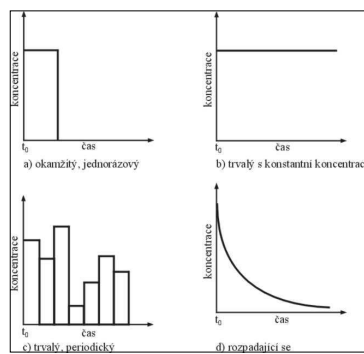 koncentrace
t0
čas
a) okamžitý, jednorázový
koncentrace
t0
čas
b) trvalý s konstantní koncentrac
koncentrace
t0
čas
c) trvalý, periodický
koncentrace
t0
čas
d) rozpadající se